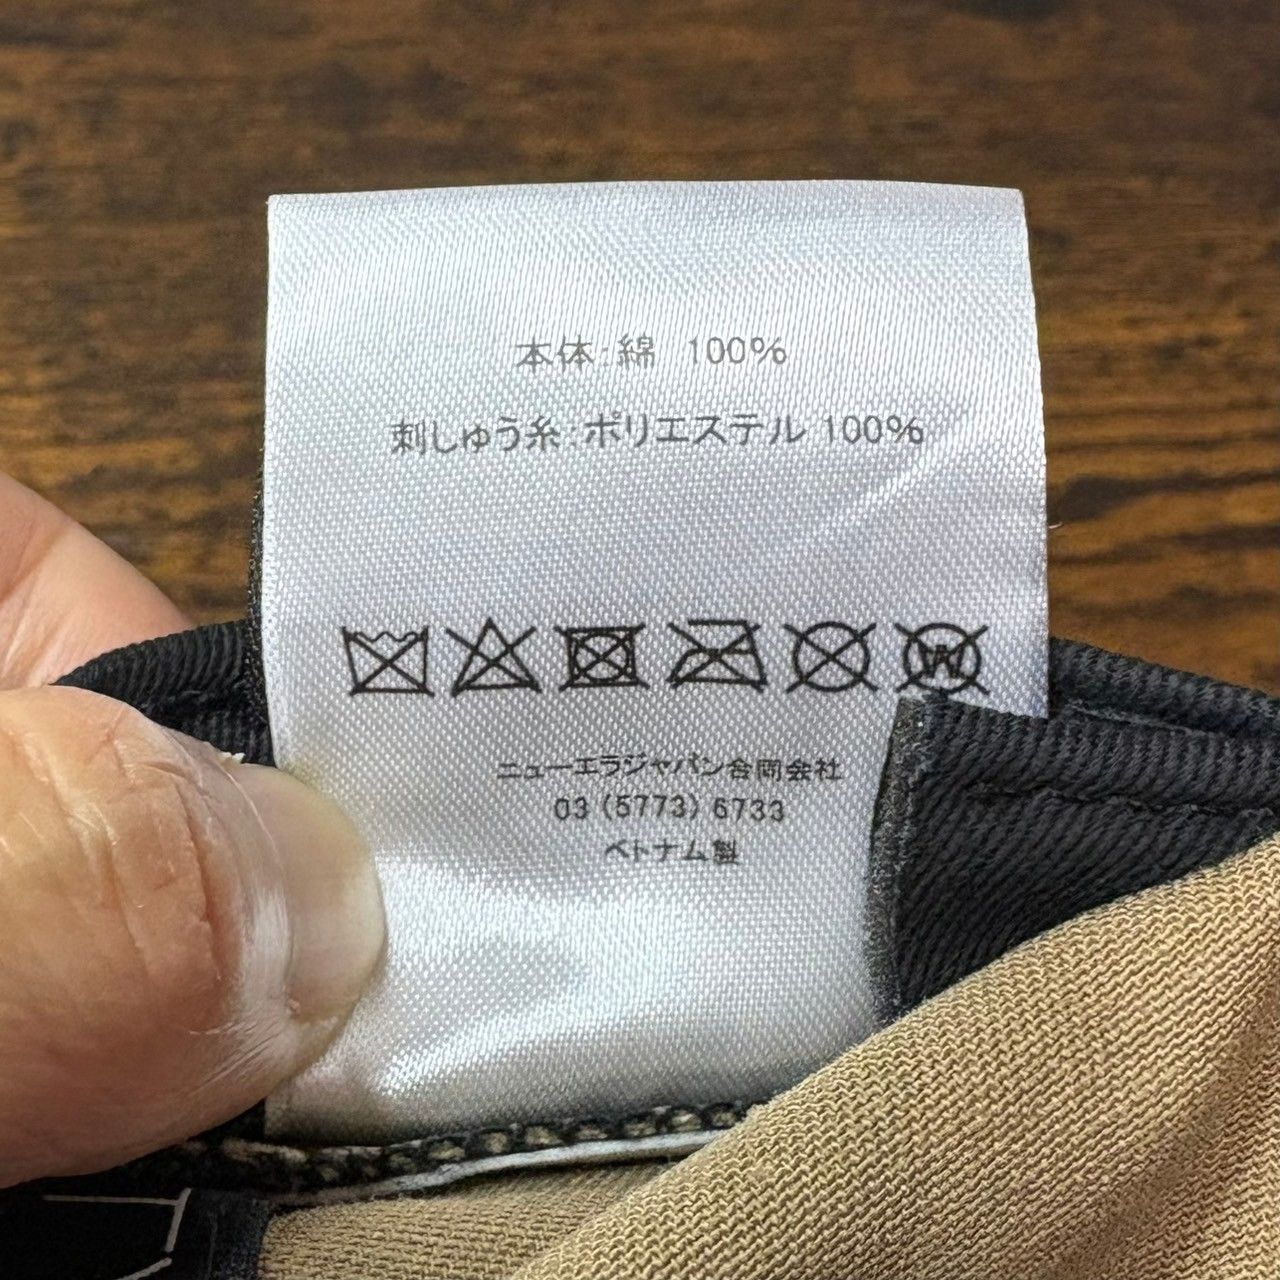 本体:綿 100%
刺しゅう糸:ポリエステル 100%
W
ニューエラジャパン合同会社
03 (5773) 6733
ベトナム製